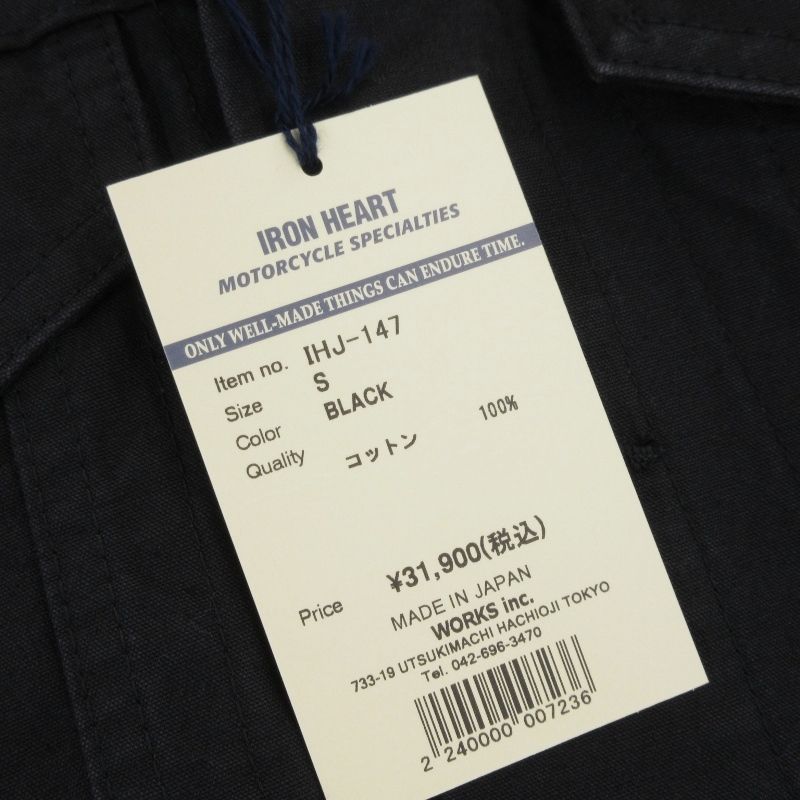 IRON HEART
MOTORCYCLE SPECIALTIES
ONLY WELL-MADE THINGS CAN ENDURE TIME.
Item no. IHJ-147
Size S
Color BLACK
Quality コットン 100%
Price ¥31,900(税込)
MADE IN JAPAN
WORKS inc.
733-19 UTSUKIMACHI HACHIOJI TOKYO
Tel. 042-696-3470
2 240000 007236